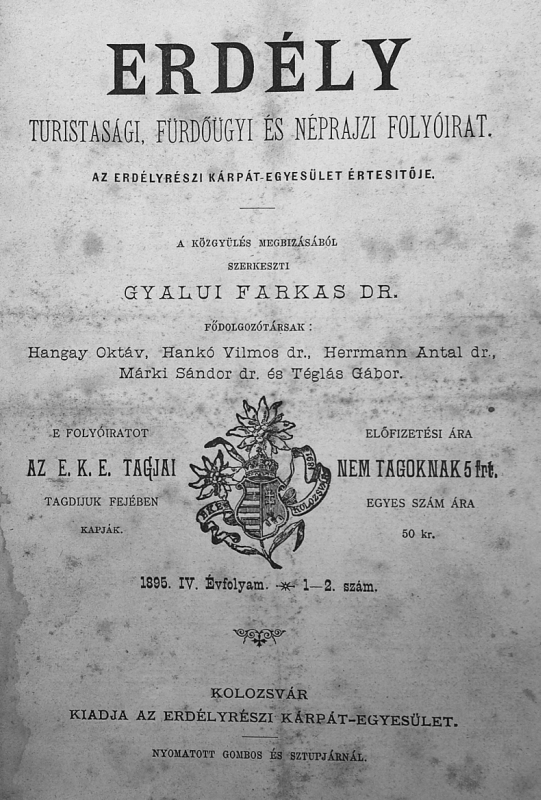 ERDÉLY
TURISTASÁGI, FÜRDŐÜGYI ÉS NÉPRAJZI FOLYÓIRAT.
AZ ERDÉLYRÉSZI KÁRPÁT-EGYESÜLET ÉRTESITŐJE.
A KÖZGYÜLÉS MEGBIZÁSÁBÓL
SZERKESZTI
GYALUI FARKAS DR.
FŐDOLGOZÓTÁRSAK:
Hangay Oktáv, Hankó Vilmos dr., Herrmann Antal dr.,
Márki Sándor dr. és Téglás Gábor.
E FOLYÓIRATOT
AZ E. K. E. TAGJAI
TAGDIJUK FEJÉBEN
KAPJÁK.
EKE
1891
KOLOZSVÁR
ELŐFIZETÉSI ÁRA
NEM TAGOKNAK 5 frt.
EGYES SZÁM ÁRA
50 kr.
1895. IV. Évfolyam. 1—2. szám.
KOLOZSVÁR
KIADJA AZ ERDÉLYRÉSZI KÁRPÁT-EGYESÜLET.
NYOMATOTT GOMBOS ÉS SZTUPJÁRNÁL.